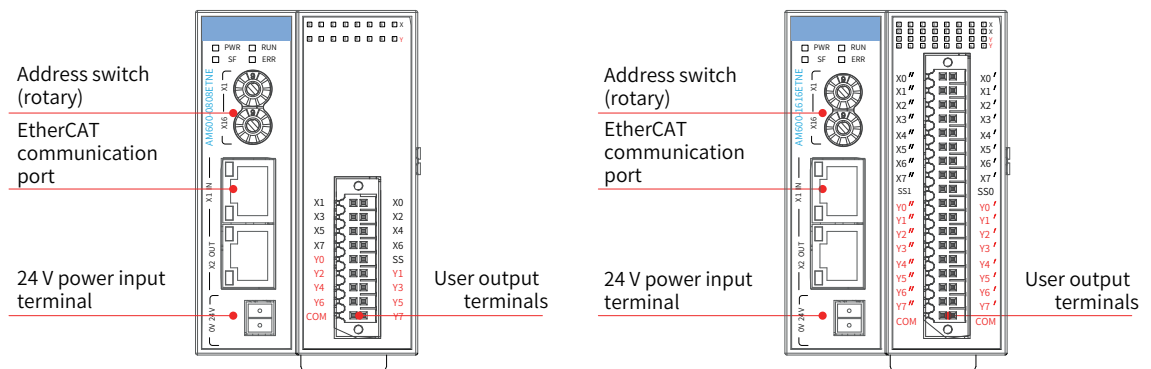 X
Y
PWR RUN
SF ERR
AM600-0808ETNE
X1
X16
Address switch
(rotary)
EtherCAT
communication
port
X1 IN
X2 OUT
24 V power input
terminal
0V 24V
X1 X0
X3 X2
X5 X4
X7 X6
Y0 SS
Y2 Y1
Y4 Y3
Y6 Y5
COM Y7
User output
terminals
X
X
Y
Y
PWR RUN
SF ERR
AM600-1616ETNE
X1
X16
Address switch
(rotary)
EtherCAT
communication
port
X1 IN
X2 OUT
24 V power input
terminal
0V 24V
X0″ X0′
X1″ X1′
X2″ X2′
X3″ X3′
X4″ X4′
X5″ X5′
X6″ X6′
X7″ X7′
SS1 SS0
Y0″ Y0′
Y1″ Y1′
Y2″ Y2′
Y3″ Y3′
Y4″ Y4′
Y5″ Y5′
Y6″ Y6′
Y7″ Y7′
COM COM
User output
terminals